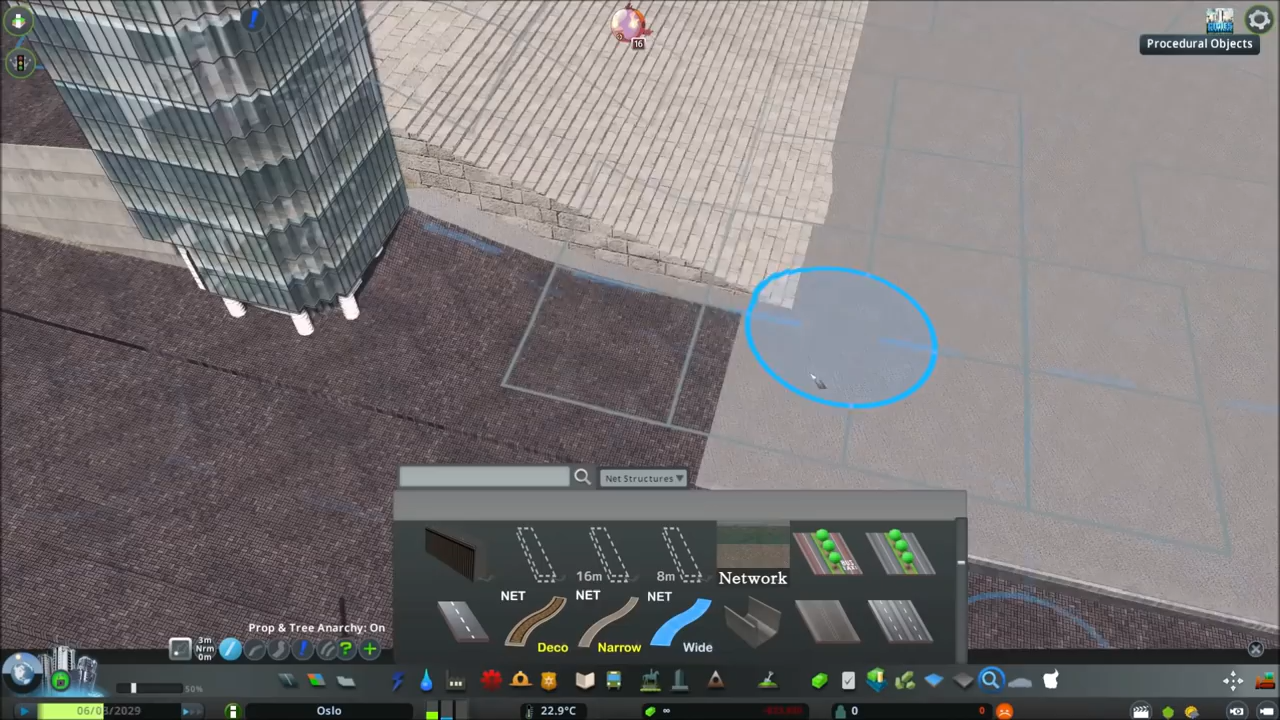 16
Procedural Objects
Net Structures ▼
16m
8m
Network
NET
NET
NET
Deco
Narrow
Wide
Prop & Tree Anarchy: On
3m
Nrm
0m
50%
Oslo
22.9°C
∞
0
0